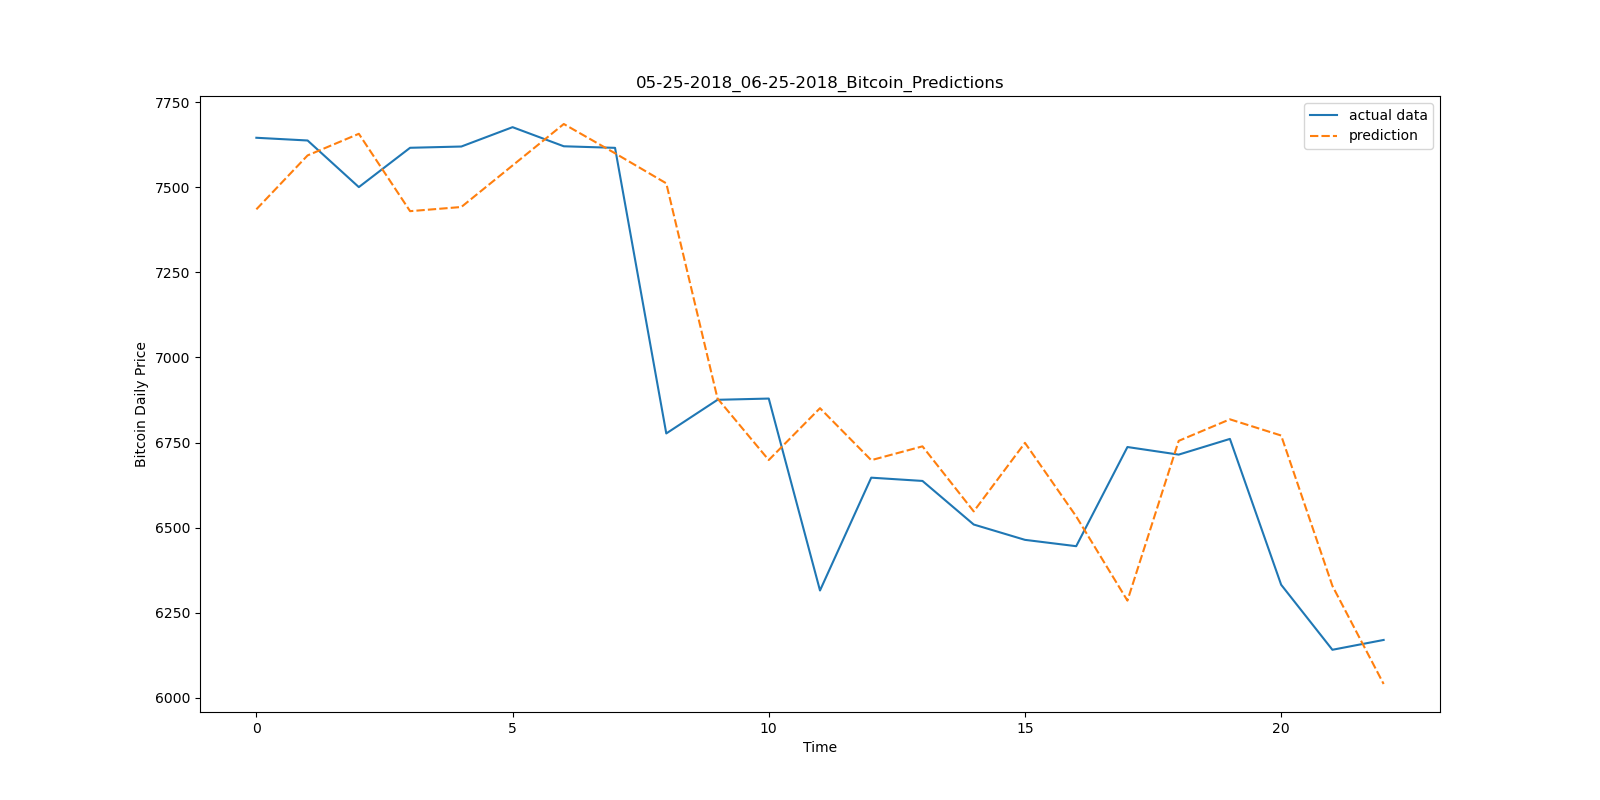 05-25-2018_06-25-2018_Bitcoin_Predictions
actual data
prediction
Bitcoin Daily Price
7750
7500
7250
7000
6750
6500
6250
6000
0 5 10 15 20
Time